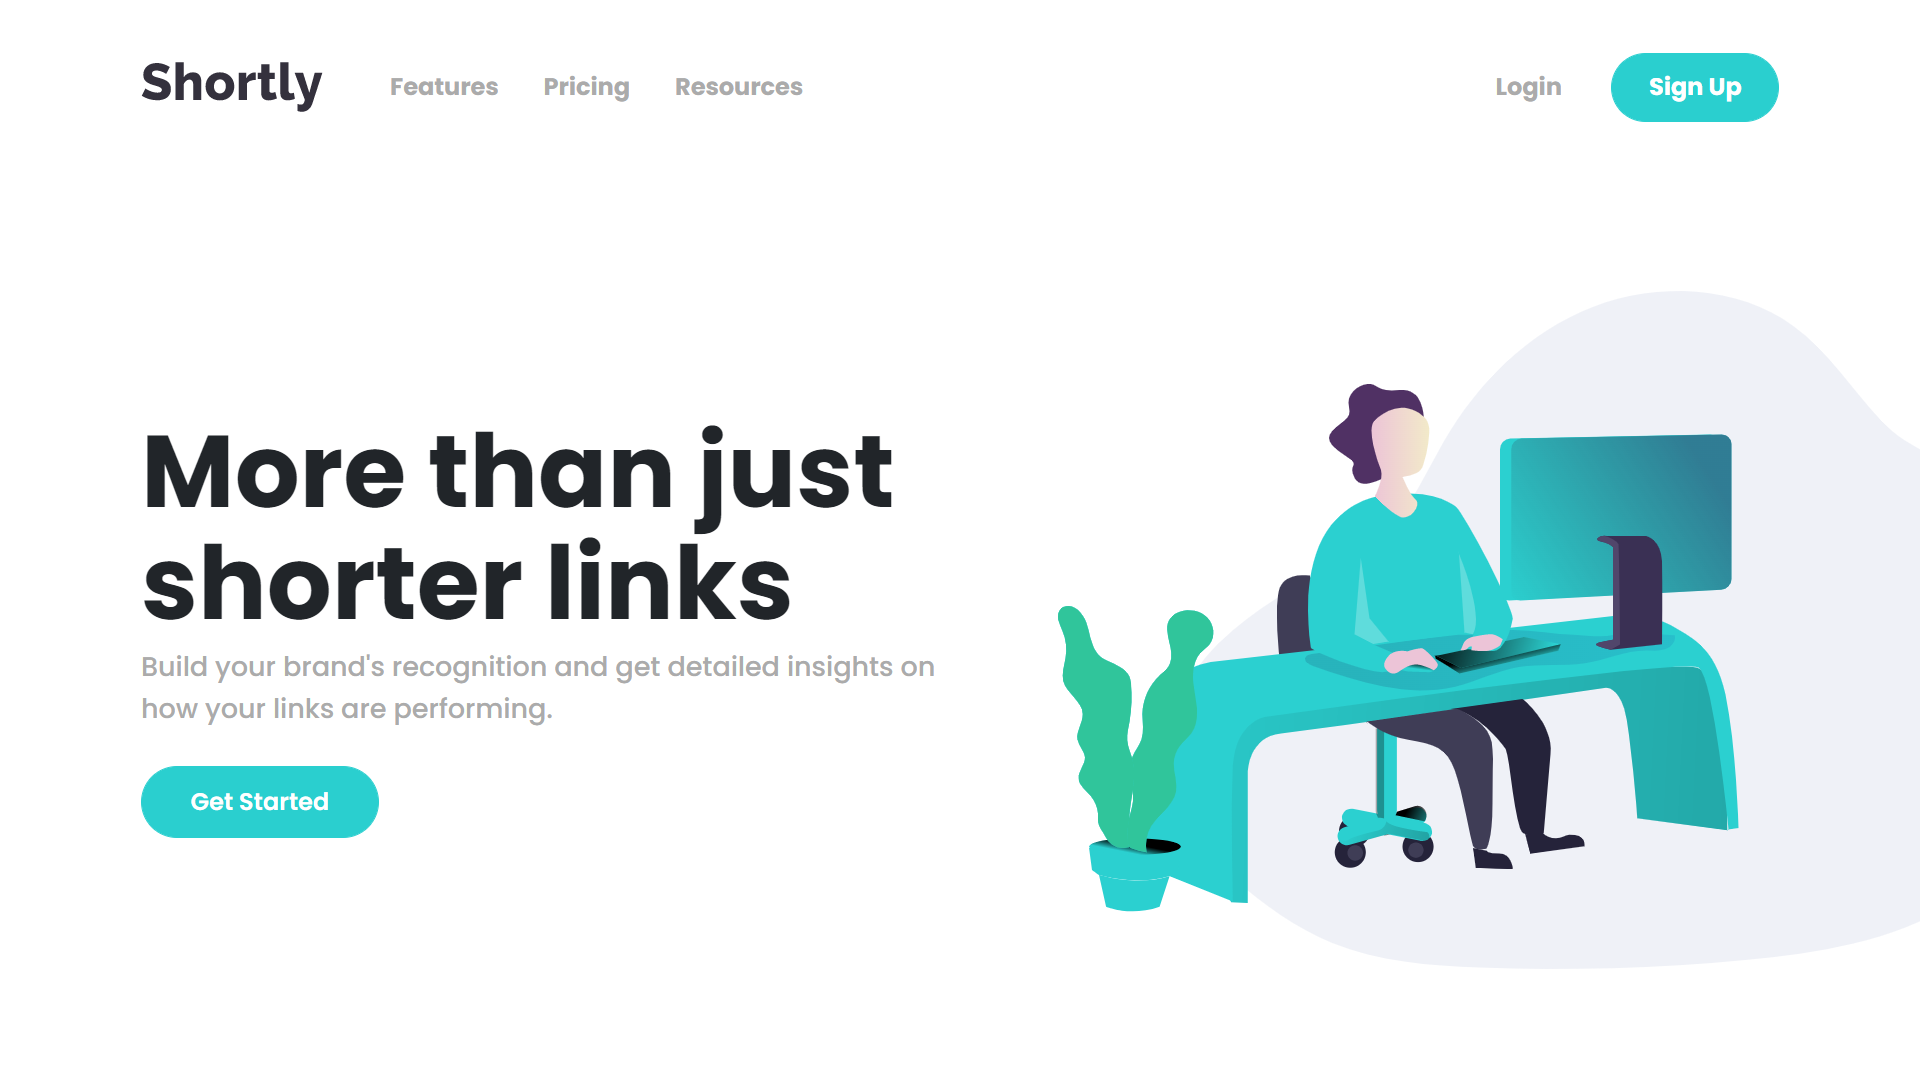 Shortly Features Pricing Resources Login Sign Up
More than just
shorter links
Build your brand's recognition and get detailed insights on
how your links are performing.
Get Started